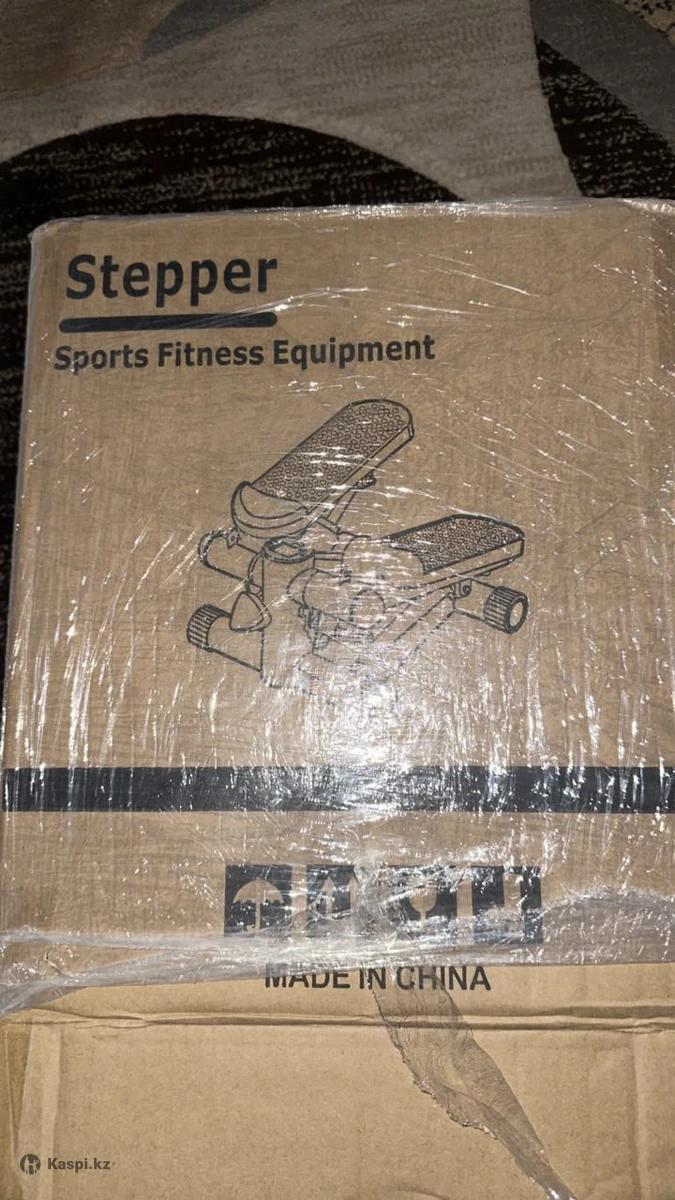 Stepper
Sports Fitness Equipment
MADE IN CHINA
Kaspi.kz